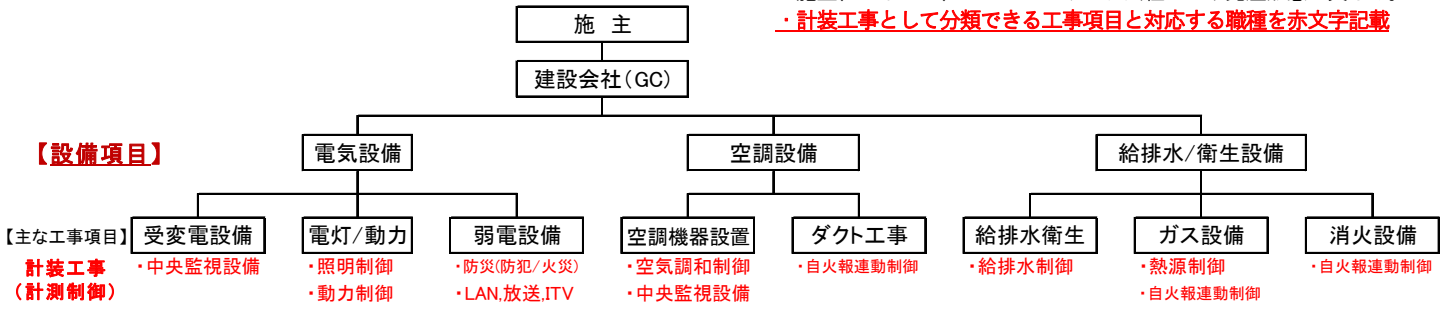 ・計装工事として分類できる工事項目と対応する職種を赤文字記載
施 主
建設会社(GC)
【設備項目】
電気設備
空調設備
給排水/衛生設備
【主な工事項目】
受変電設備
電灯/動力
弱電設備
空調機器設置
ダクト工事
給排水衛生
ガス設備
消火設備
計装工事
(計測制御)
・中央監視設備
・照明制御
・動力制御
・防災(防犯/火災)
・LAN,放送,ITV
・空気調和制御
・中央監視設備
・自火報連動制御
・給排水制御
・熱源制御
・自火報連動制御
・自火報連動制御